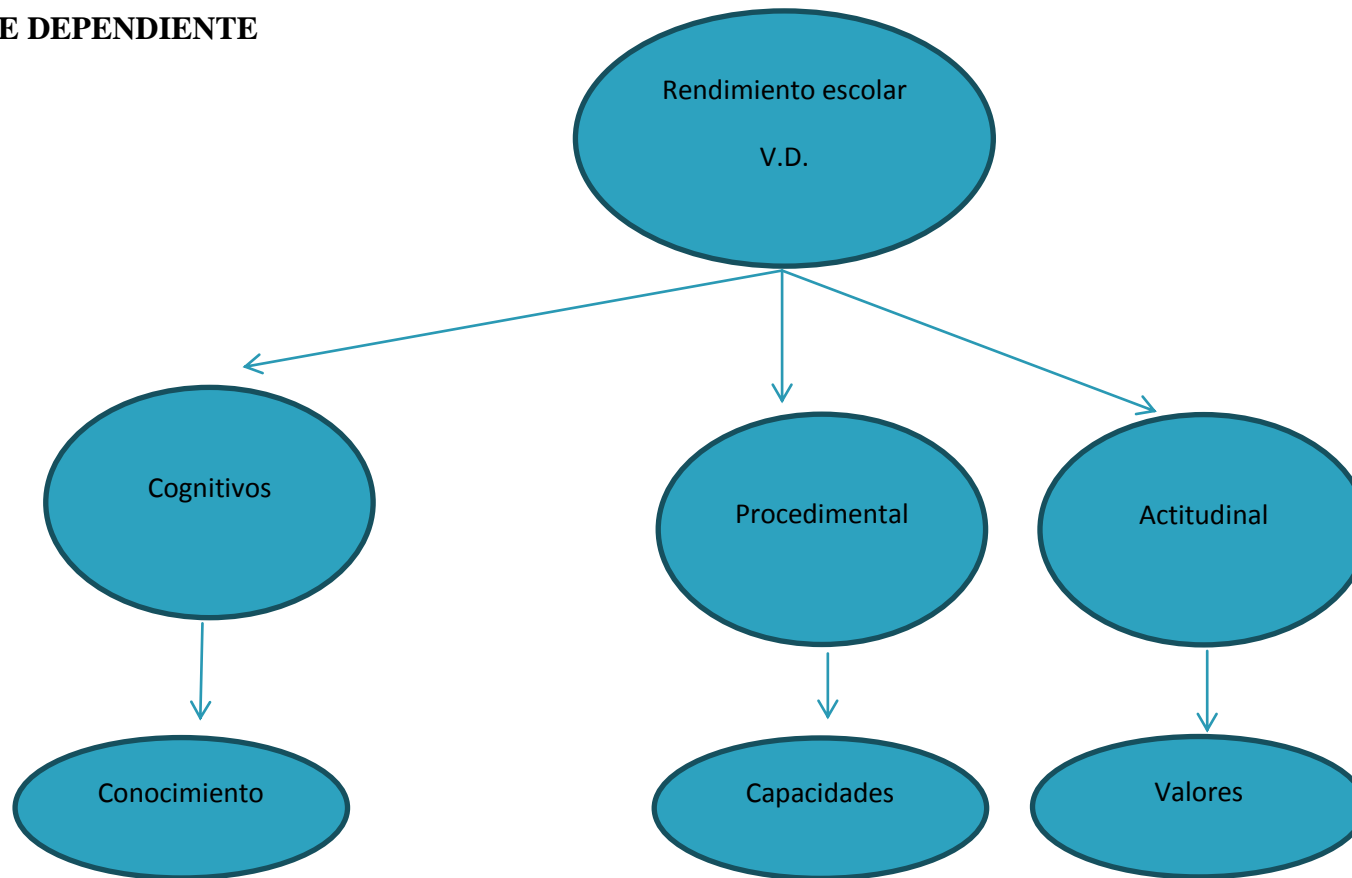 E DEPENDIENTE
Rendimiento escolar
V.D.
Cognitivos
Procedimental
Actitudinal
Conocimiento
Capacidades
Valores